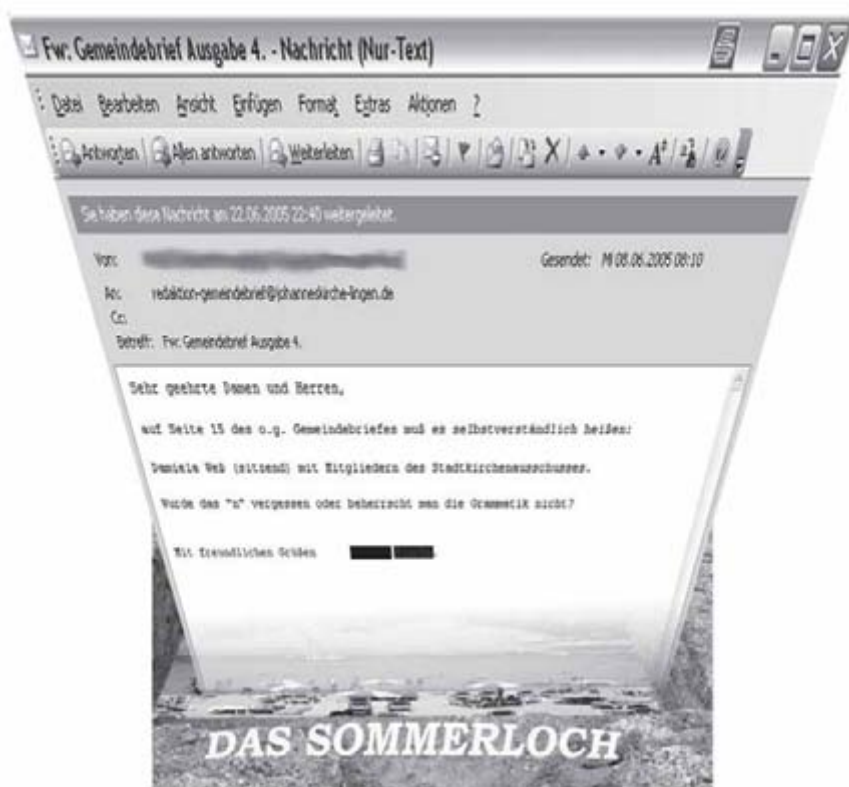 Fw: Gemeindebrief Ausgabe 4. - Nachricht (Nur-Text)
Datei Bearbeiten Ansicht Einfügen Format Extras Aktionen ?
Antworten Allen antworten Weiterleiten
Sie haben diese Nachricht am 22.06.2005 22:40 weitergeleitet.
Von: Gesendet: Mi 08.06.2005 08:10
An: redaktion-gemeindebrief@johanneskirche-lingen.de
Cc:
Betreff: Fw: Gemeindebrief Ausgabe 4.
Sehr geehrte Damen und Herren,
auf Seite 15 des o.g. Gemeindebriefes muß es selbstverständlich heißen:
Daniela Weß (sitzend) mit Mitgliedern des Stadtkirchenausschusses.
Wurde das "n" vergessen oder beherrscht man die Grammatik nicht?
Mit freundlichen Grüßen
DAS SOMMERLOCH